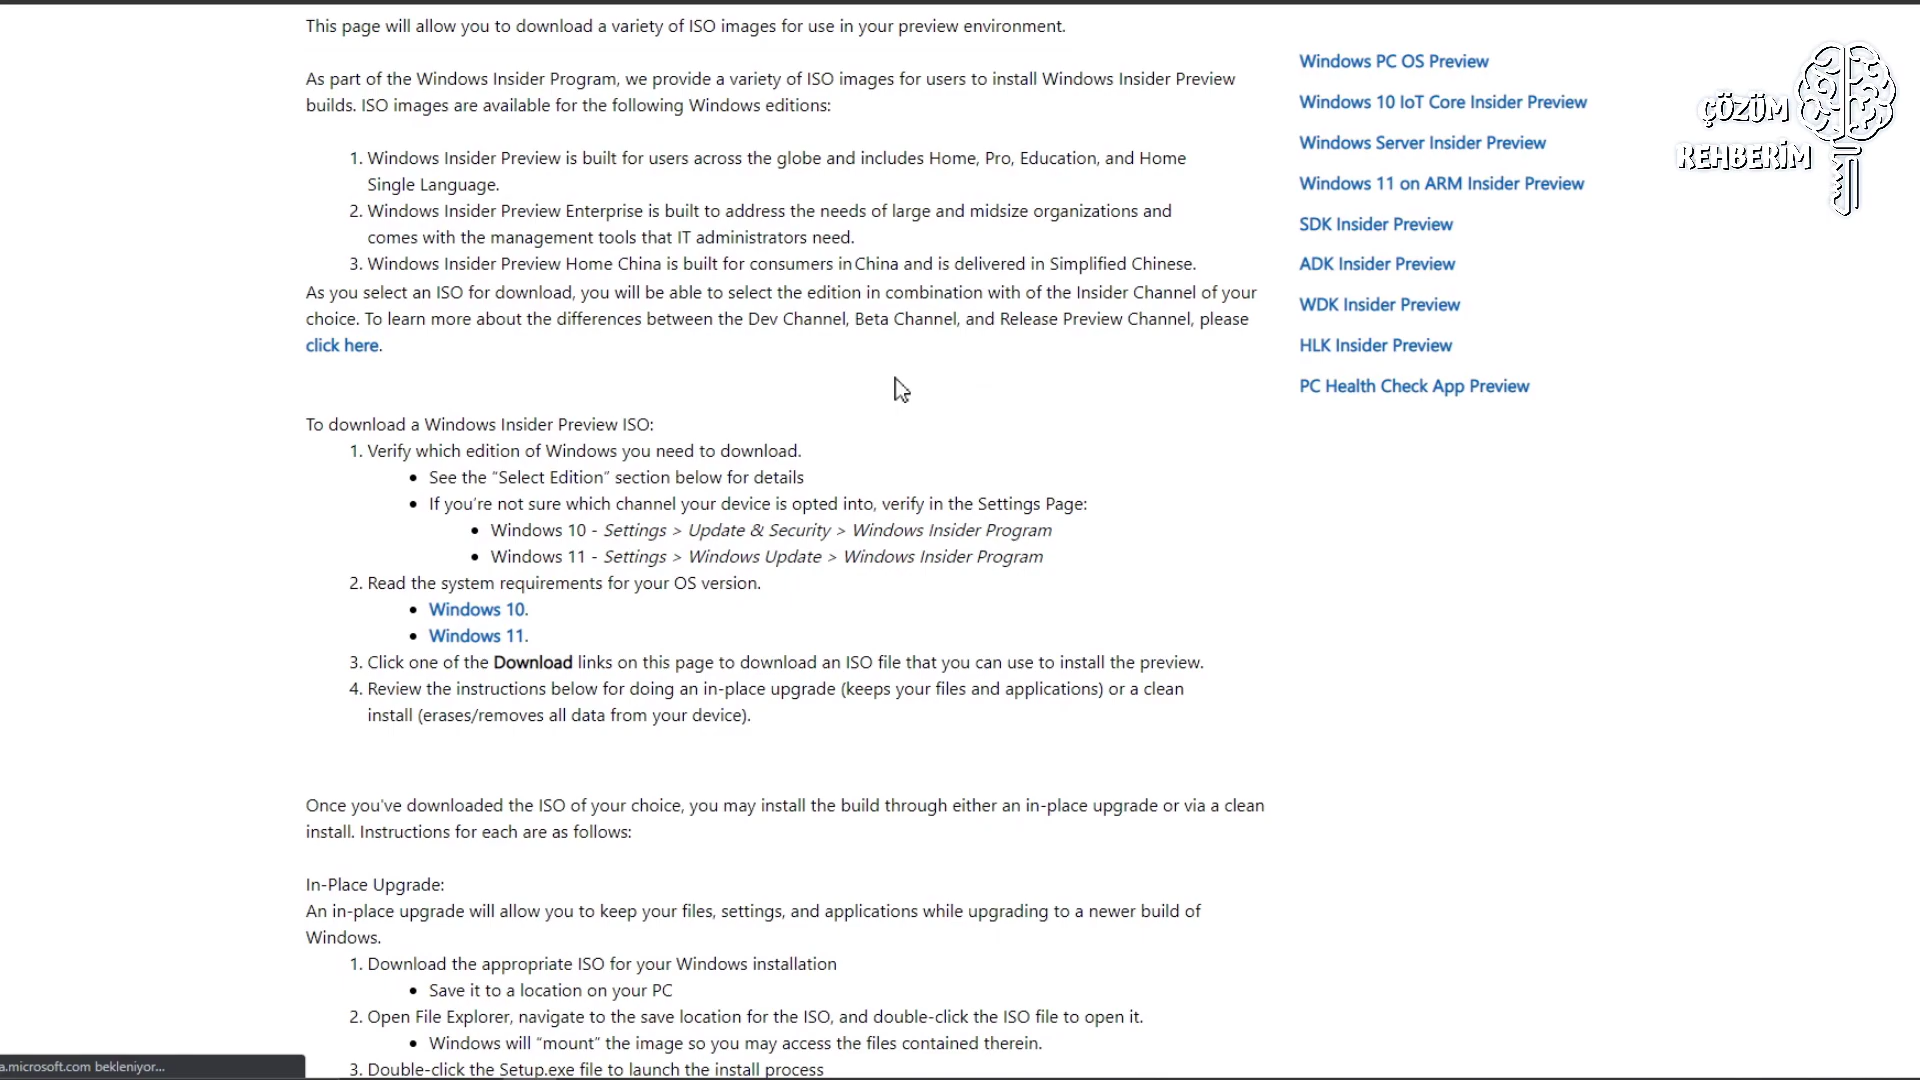 This page will allow you to download a variety of ISO images for use in your preview environment.
As part of the Windows Insider Program, we provide a variety of ISO images for users to install Windows Insider Preview
builds. ISO images are available for the following Windows editions:
1. Windows Insider Preview is built for users across the globe and includes Home, Pro, Education, and Home
Single Language.
2. Windows Insider Preview Enterprise is built to address the needs of large and midsize organizations and
comes with the management tools that IT administrators need.
3. Windows Insider Preview Home China is built for consumers in China and is delivered in Simplified Chinese.
As you select an ISO for download, you will be able to select the edition in combination with of the Insider Channel of your
choice. To learn more about the differences between the Dev Channel, Beta Channel, and Release Preview Channel, please
click here.
To download a Windows Insider Preview ISO:
1. Verify which edition of Windows you need to download.
• See the “Select Edition” section below for details
• If you're not sure which channel your device is opted into, verify in the Settings Page:
• Windows 10 - Settings > Update & Security > Windows Insider Program
• Windows 11 - Settings > Windows Update > Windows Insider Program
2. Read the system requirements for your OS version.
• Windows 10.
• Windows 11.
3. Click one of the Download links on this page to download an ISO file that you can use to install the preview.
4. Review the instructions below for doing an in-place upgrade (keeps your files and applications) or a clean
install (erases/removes all data from your device).
Once you've downloaded the ISO of your choice, you may install the build through either an in-place upgrade or via a clean
install. Instructions for each are as follows:
In-Place Upgrade:
An in-place upgrade will allow you to keep your files, settings, and applications while upgrading to a newer build of
Windows.
1. Download the appropriate ISO for your Windows installation
• Save it to a location on your PC
2. Open File Explorer, navigate to the save location for the ISO, and double-click the ISO file to open it.
• Windows will “mount” the image so you may access the files contained therein.
3. Double-click the Setup.exe file to launch the install process
Windows PC OS Preview
Windows 10 IoT Core Insider Preview
Windows Server Insider Preview
Windows 11 on ARM Insider Preview
SDK Insider Preview
ADK Insider Preview
WDK Insider Preview
HLK Insider Preview
PC Health Check App Preview
ÇÖZÜM
REHBERİM
a.microsoft.com bekleniyor...